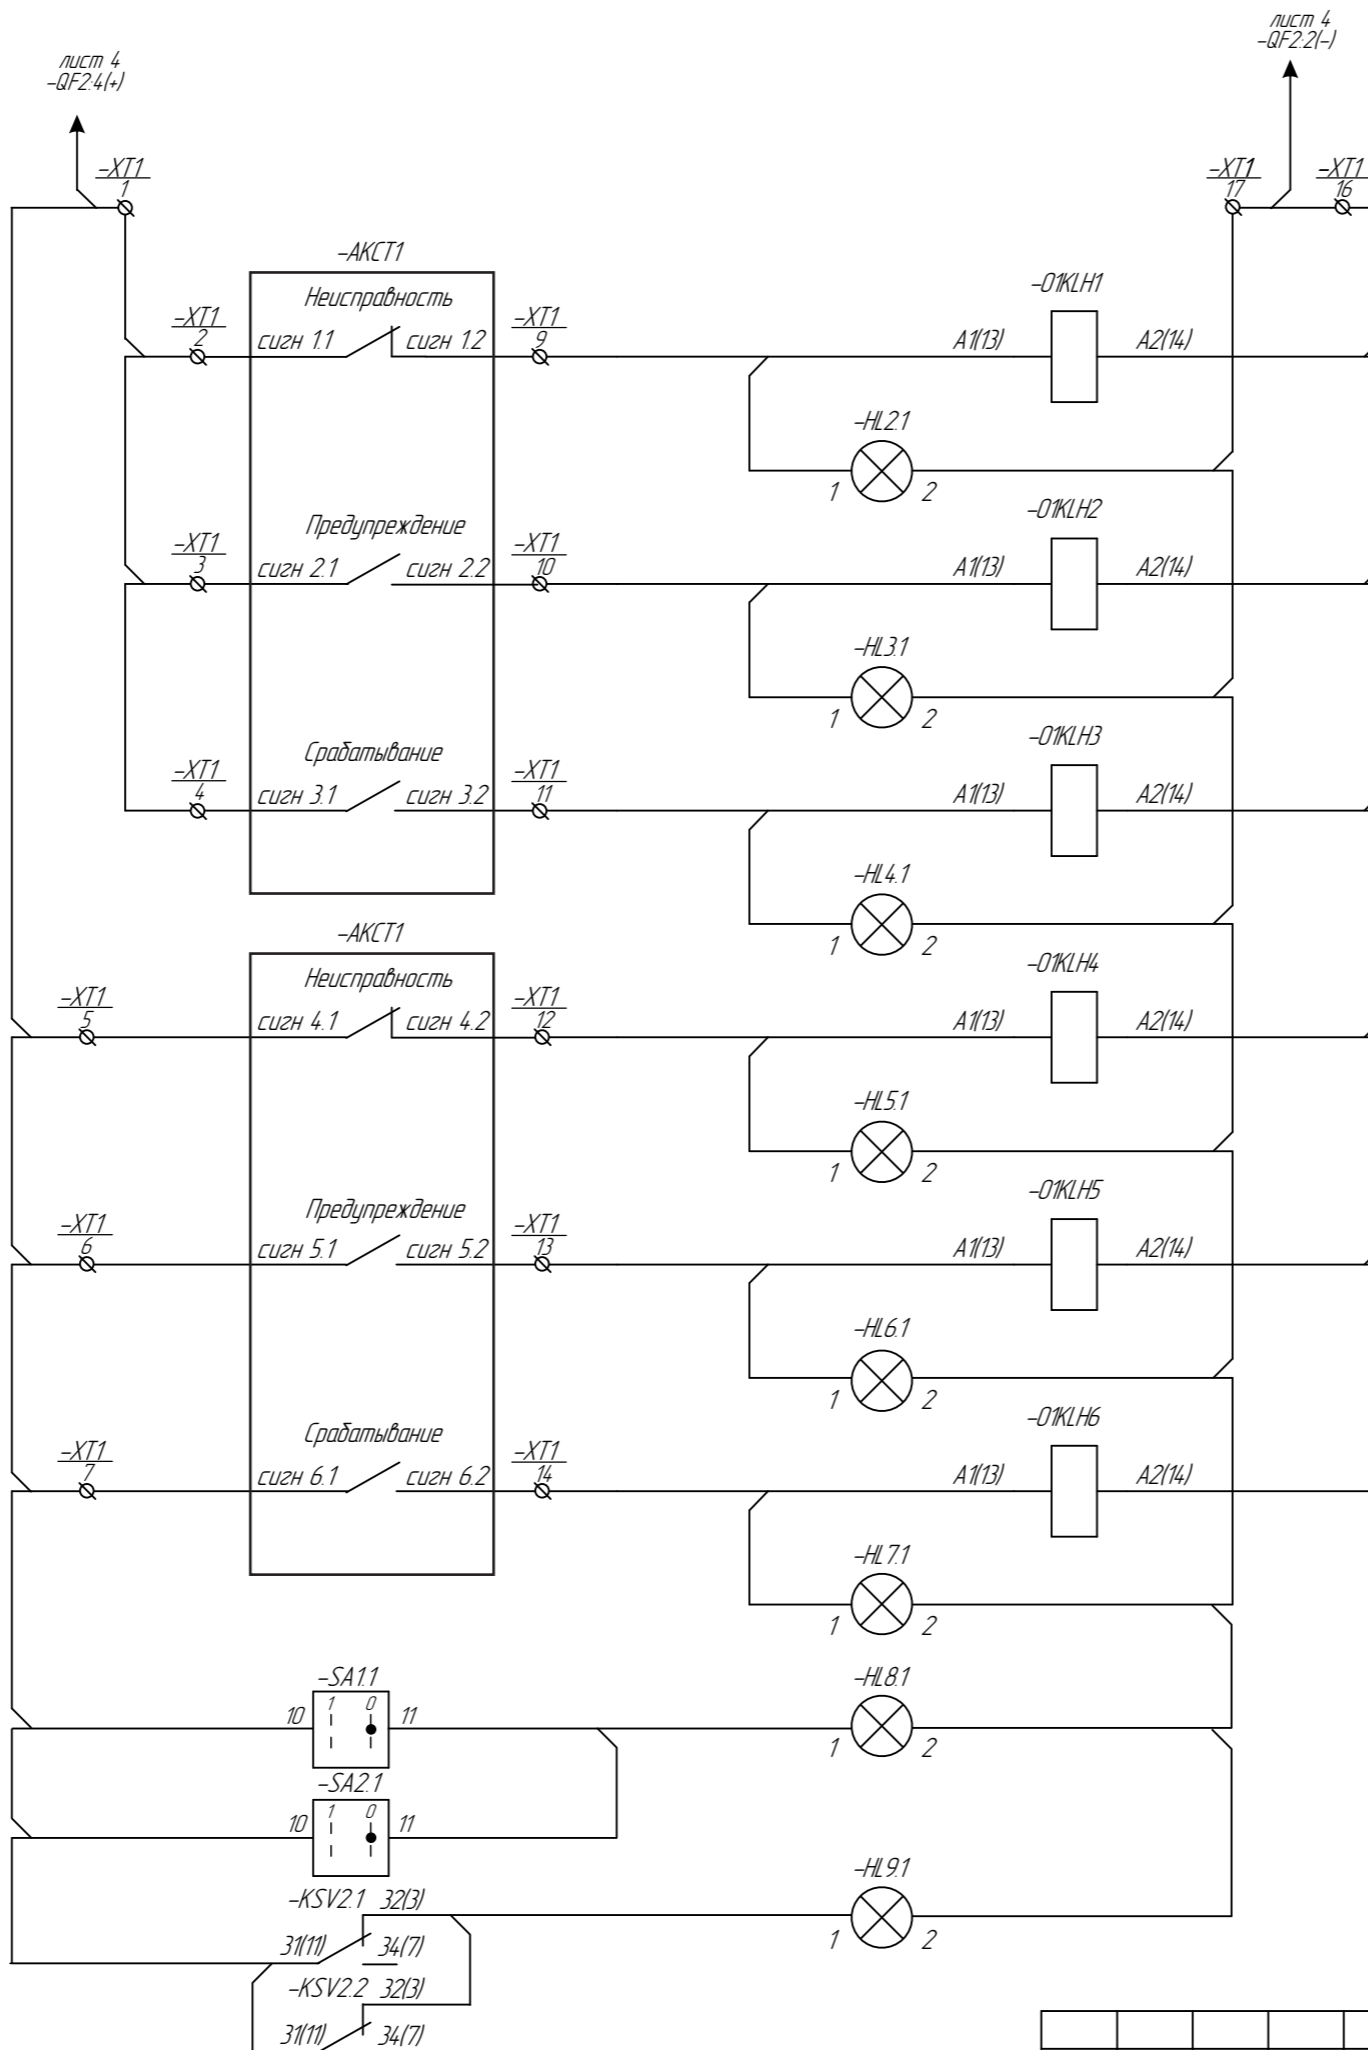 лист 4
-QF2:4(+)
лист 4
-QF2:2(-)
-XT1
1
-XT1
17
-XT1
16
-АКСТ1
Неисправность
-XT1
2
сигн 1.1
сигн 1.2
-XT1
9
-01KLH1
A1(13)
A2(14)
-HL2.1
1
2
Предупреждение
-XT1
3
сигн 2.1
сигн 2.2
-XT1
10
-01KLH2
A1(13)
A2(14)
-HL3.1
1
2
Срабатывание
-XT1
4
сигн 3.1
сигн 3.2
-XT1
11
-01KLH3
A1(13)
A2(14)
-HL4.1
1
2
-АКСТ1
Неисправность
-XT1
5
сигн 4.1
сигн 4.2
-XT1
12
-01KLH4
A1(13)
A2(14)
-HL5.1
1
2
Предупреждение
-XT1
6
сигн 5.1
сигн 5.2
-XT1
13
-01KLH5
A1(13)
A2(14)
-HL6.1
1
2
Срабатывание
-XT1
7
сигн 6.1
сигн 6.2
-XT1
14
-01KLH6
A1(13)
A2(14)
-HL7.1
1
2
-SA1.1
10
1
0
11
-HL8.1
1
2
-SA2.1
10
1
0
11
-KSV2.1
32(3)
31(11)
34(7)
-HL9.1
1
2
-KSV2.2
32(3)
31(11)
34(7)